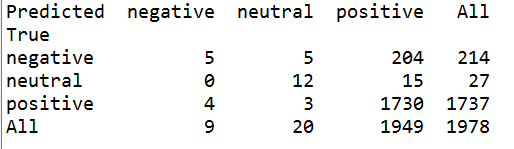 Predicted negative neutral positive All
True
negative 5 5 204 214
neutral 0 12 15 27
positive 4 3 1730 1737
All 9 20 1949 1978